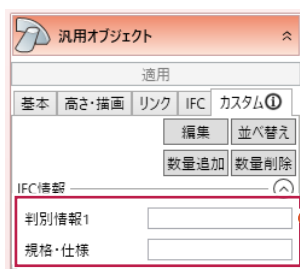 汎用オブジェクト
適用
基本 高さ・描画 リンク IFC カスタム
編集 並べ替え
数量追加 数量削除
IFC情報
判別情報1
規格・仕様